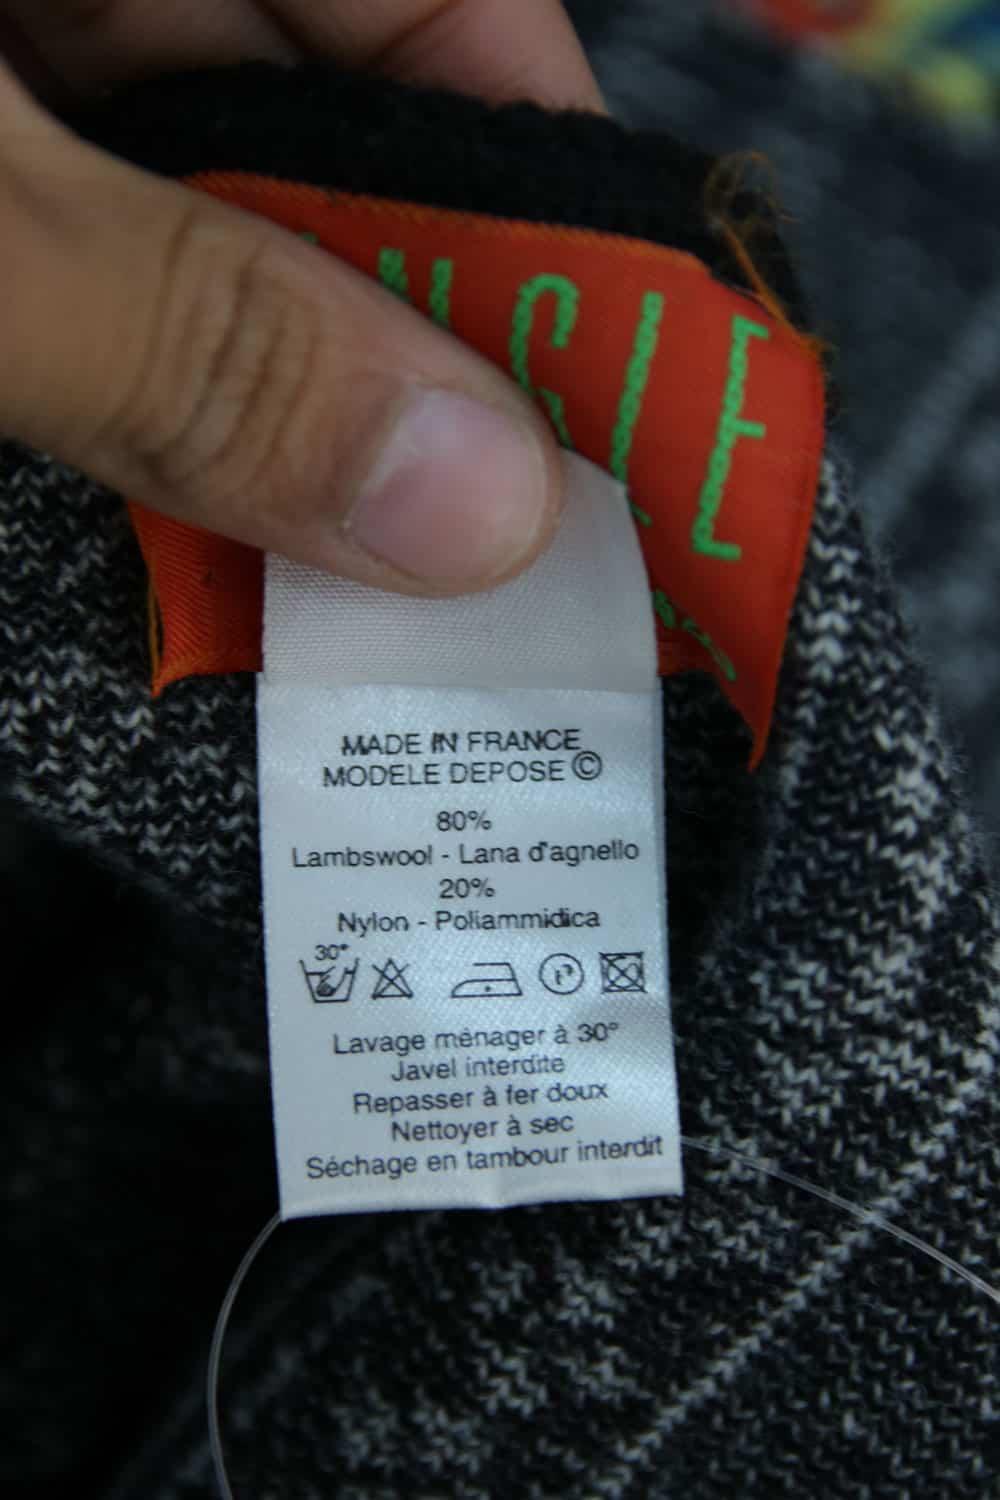 MADE IN FRANCE
MODELE DEPOSE ©
80%
Lambswool - Lana d'agnello
20%
Nylon - Poliammidica
30°
P
Lavage ménager à 30°
Javel interdite
Repasser à fer doux
Nettoyer à sec
Séchage en tambour interdit